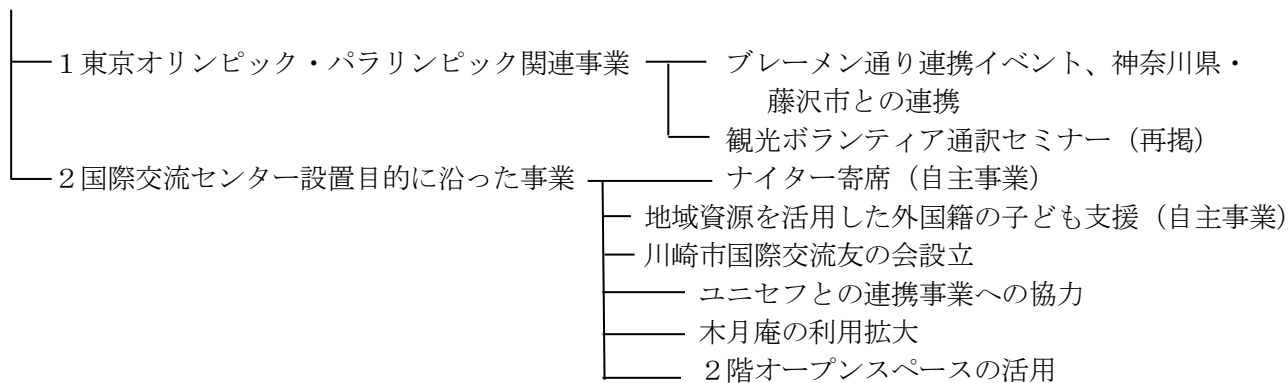 １東京オリンピック・パラリンピック関連事業
ブレーメン通り連携イベント、神奈川県・
藤沢市との連携
観光ボランティア通訳セミナー（再掲）
２国際交流センター設置目的に沿った事業
ナイター寄席（自主事業）
地域資源を活用した外国籍の子ども支援（自主事業）
川崎市国際交流友の会設立
ユニセフとの連携事業への協力
木月庵の利用拡大
２階オープンスペースの活用